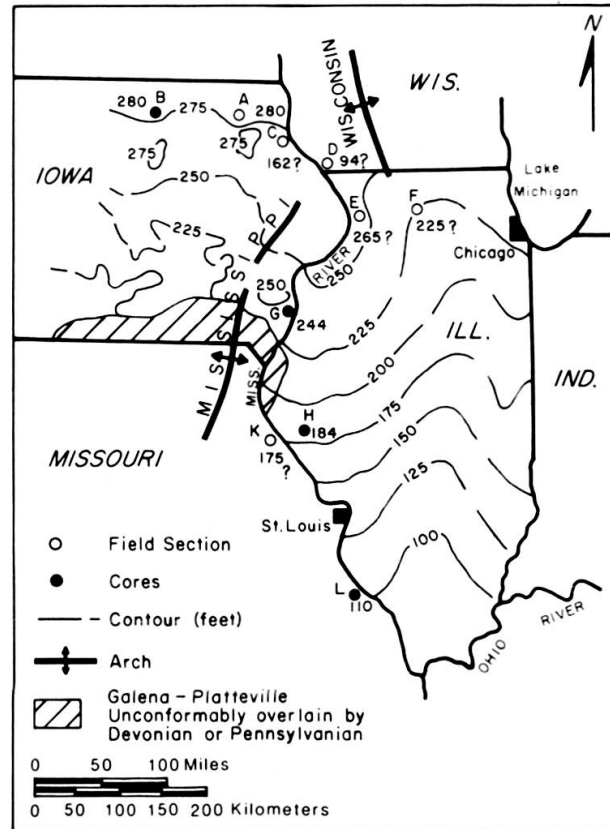 N
WISCONSIN
WIS.
B
A
280
275
280
C
275
275
162?
D
94?
Lake
Michigan
IOWA
250
E
F
265?
225?
Chicago
225
RIVER
250
250
G
244
MISSISSIPPI
225
ILL.
200
IND.
MISS.
H
184
175
K
175
?
150
MISSOURI
125
St. Louis
100
L
110
OHIO
RIVER
Field Section
Cores
Contour (feet)
Arch
Galena-Platteville
Unconformably overlain by
Devonian or Pennsylvanian
0 50 100 Miles
0 50 100 150 200 Kilometers